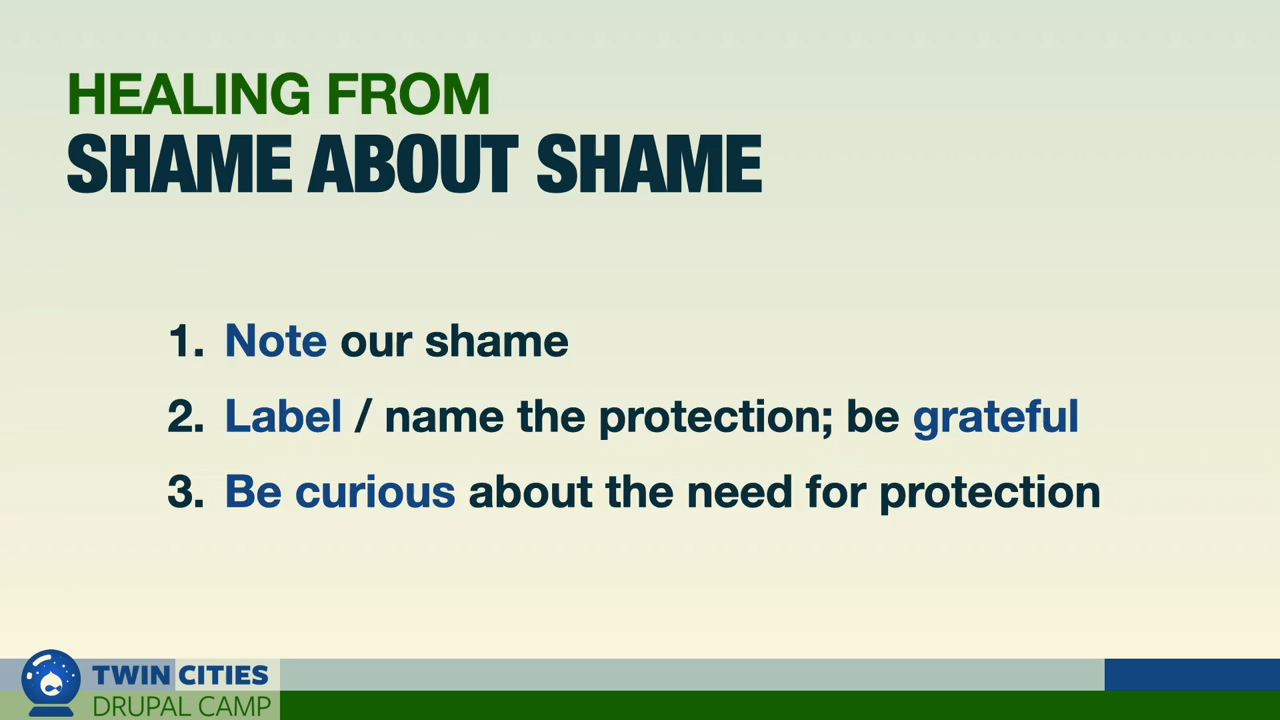 HEALING FROM
SHAME ABOUT SHAME
1. Note our shame
2. Label / name the protection; be grateful
3. Be curious about the need for protection
TWIN CITIES
DRUPAL CAMP